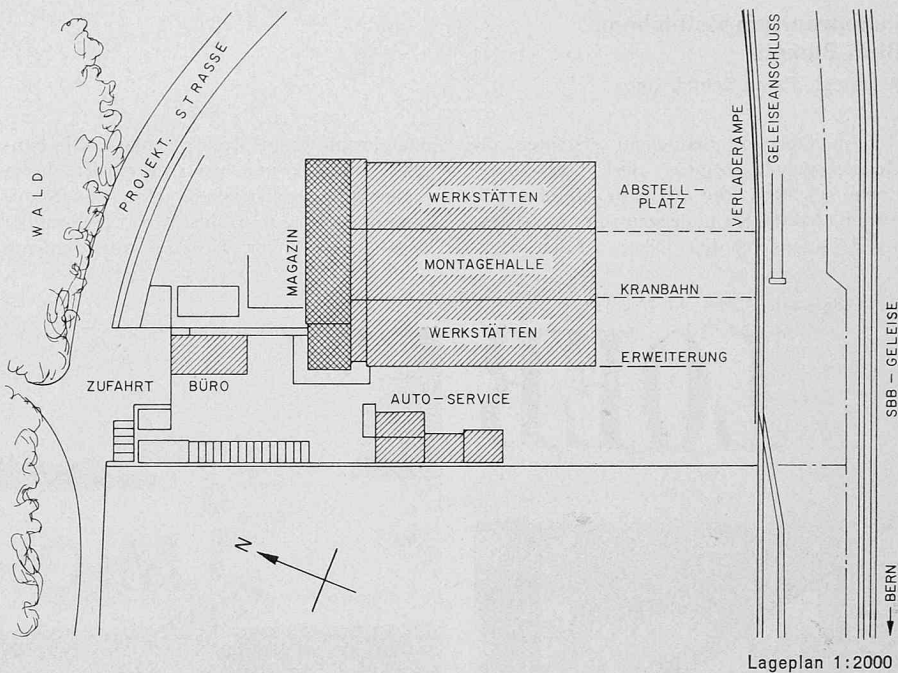 WALD
PROJEKT. STRASSE
MAGAZIN
WERKSTÄTTEN
MONTAGEHALLE
WERKSTÄTTEN
ABSTELL-
PLATZ
VERLADERAMPE
GELEISEANSCHLUSS
KRANBAHN
ERWEITERUNG
SBB-GELEISE
ZUFAHRT
BÜRO
AUTO-SERVICE
N
BERN
Lageplan 1:2000